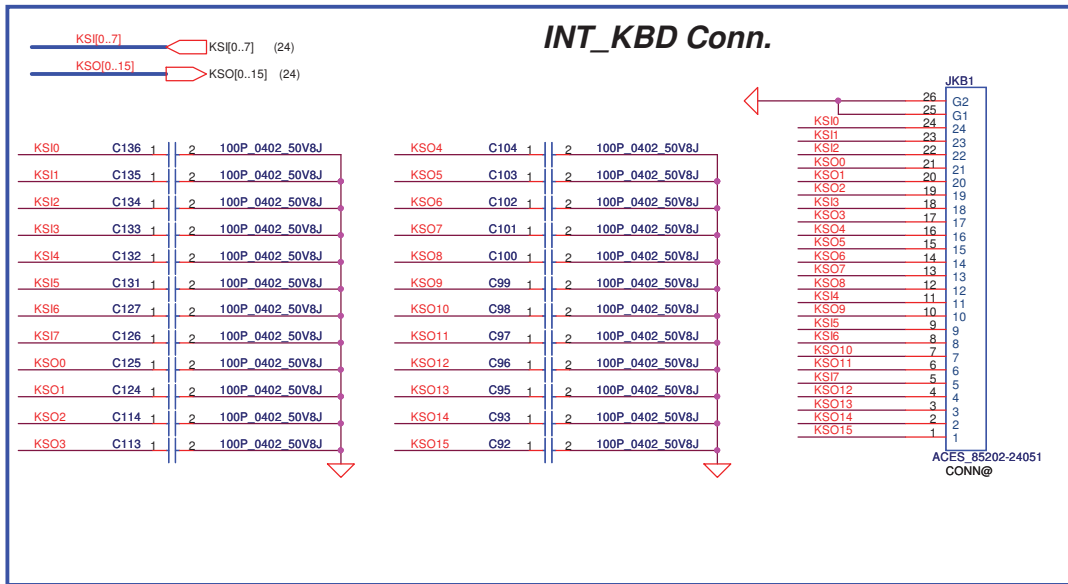 INT_KBD Conn.
KSI[0..7] KSI[0..7] (24)
KSO[0..15] KSO[0..15] (24)
KSI0 C136 1 2 100P_0402_50V8J
KSI1 C135 1 2 100P_0402_50V8J
KSI2 C134 1 2 100P_0402_50V8J
KSI3 C133 1 2 100P_0402_50V8J
KSI4 C132 1 2 100P_0402_50V8J
KSI5 C131 1 2 100P_0402_50V8J
KSI6 C127 1 2 100P_0402_50V8J
KSI7 C126 1 2 100P_0402_50V8J
KSO0 C125 1 2 100P_0402_50V8J
KSO1 C124 1 2 100P_0402_50V8J
KSO2 C114 1 2 100P_0402_50V8J
KSO3 C113 1 2 100P_0402_50V8J
KSO4 C104 1 2 100P_0402_50V8J
KSO5 C103 1 2 100P_0402_50V8J
KSO6 C102 1 2 100P_0402_50V8J
KSO7 C101 1 2 100P_0402_50V8J
KSO8 C100 1 2 100P_0402_50V8J
KSO9 C99 1 2 100P_0402_50V8J
KSO10 C98 1 2 100P_0402_50V8J
KSO11 C97 1 2 100P_0402_50V8J
KSO12 C96 1 2 100P_0402_50V8J
KSO13 C95 1 2 100P_0402_50V8J
KSO14 C93 1 2 100P_0402_50V8J
KSO15 C92 1 2 100P_0402_50V8J
JKB1
26 G2
25 G1
KSI0 24 24
KSI1 23 23
KSI2 22 22
KSO0 21 21
KSO1 20 20
KSO2 19 19
KSI3 18 18
KSO3 17 17
KSO4 16 16
KSO5 15 15
KSO6 14 14
KSO7 13 13
KSO8 12 12
KSI4 11 11
KSO9 10 10
KSI5 9 9
KSI6 8 8
KSO10 7 7
KSO11 6 6
KSI7 5 5
KSO12 4 4
KSO13 3 3
KSO14 2 2
KSO15 1 1
ACES_85202-24051
CONN@